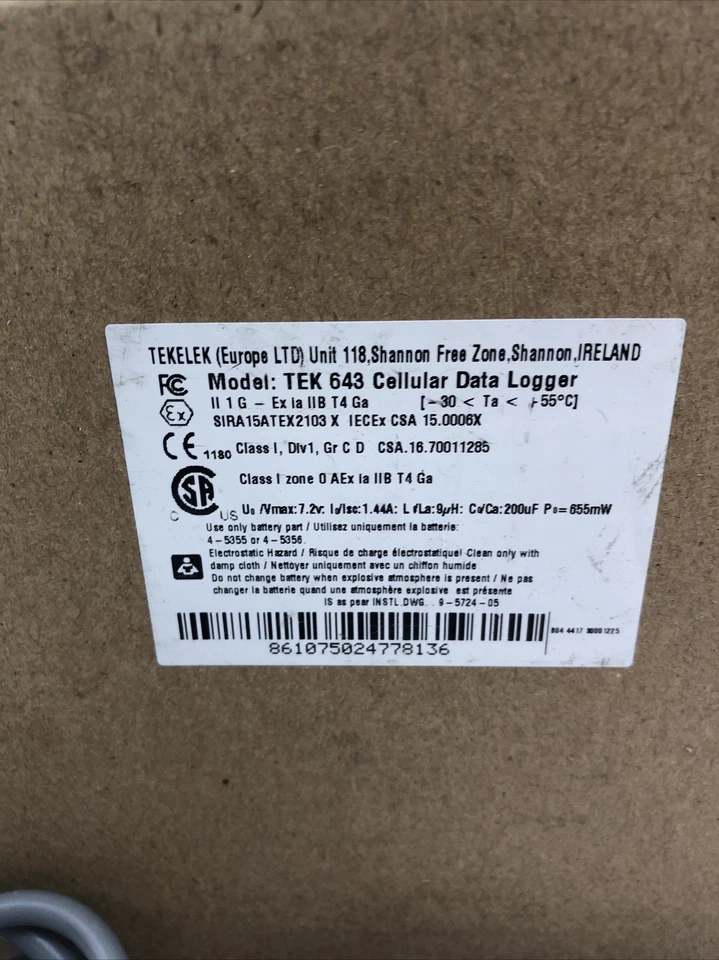 TEKELEK (Europe LTD) Unit 118,Shannon Free Zone,Shannon,IRELAND
FC Model: TEK 643 Cellular Data Logger
Ex II 1 G - Ex ia IIB T4 Ga [-30 < Ta < +55°C]
SIRA15ATEX2103 X IECEx CSA 15.0006X
CE 1180 Class I, Div1, Gr C D CSA.16.70011285
SA Class I zone 0 AEx ia IIB T4 Ga
C US U₀ /Vmax:7.2v: I₀/Isc:1.44A: L /La:9µH: C₀/Ca:200uF P₀=655mW
Use only battery part / Utilisez uniquement la batterie:
4-5355 or 4-5356.
Electrostatic Hazard / Risque de charge électrostatique! Clean only with
damp cloth / Nettoyer uniquement avec un chiffon humide
Do not change battery when explosive atmosphere is present / Ne pas
changer la batterie quand une atmosphère explosive est présente
IS as pear INSTL.DWG. . 9-5724-05
861075024778136